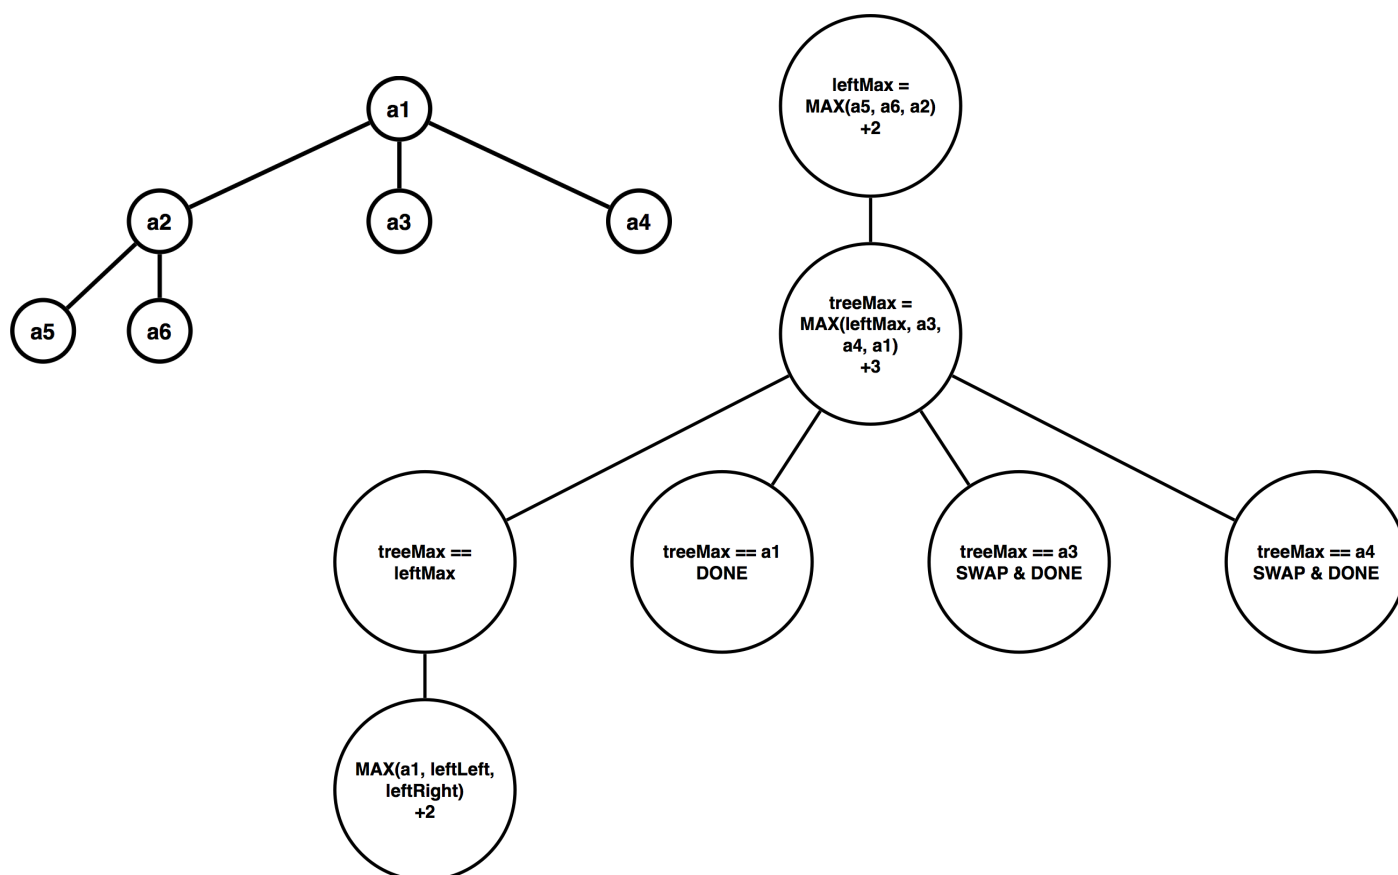 a1
a2
a3
a4
a5
a6
leftMax =
MAX(a5, a6, a2)
+2
treeMax =
MAX(leftMax, a3,
a4, a1)
+3
treeMax ==
leftMax
treeMax == a1
DONE
treeMax == a3
SWAP & DONE
treeMax == a4
SWAP & DONE
MAX(a1, leftLeft,
leftRight)
+2